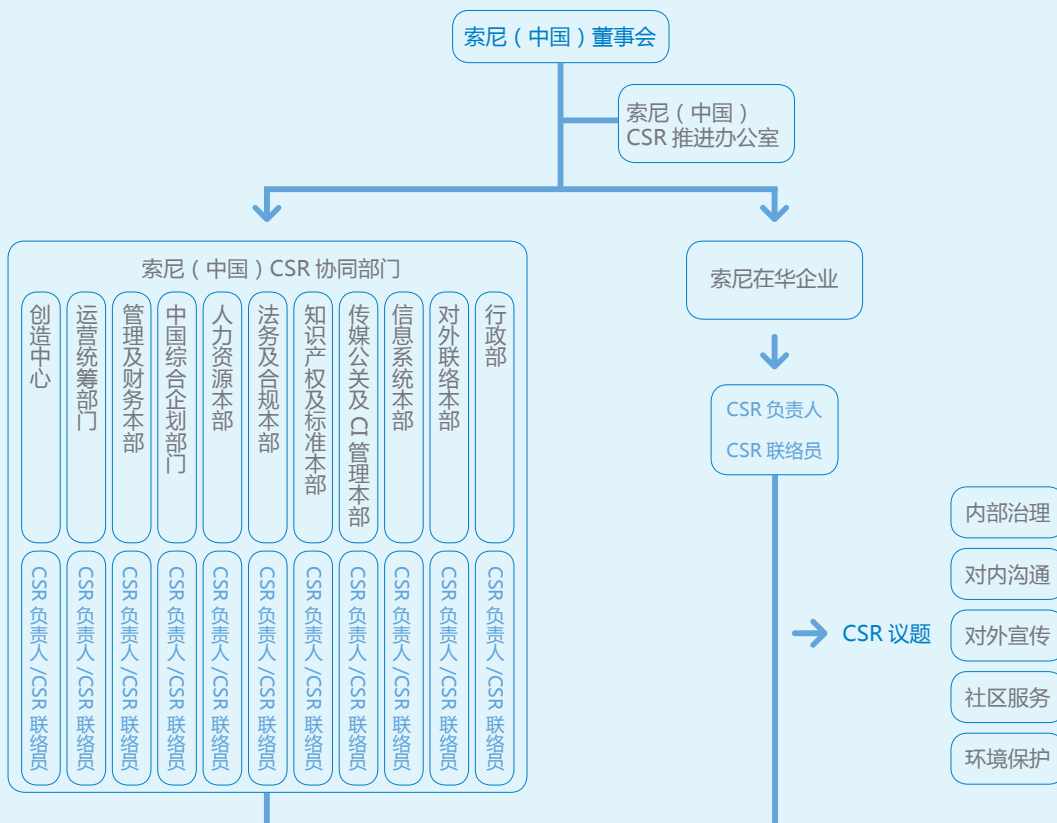 索尼（中国）董事会
索尼（中国）
CSR 推进办公室
索尼（中国）CSR 协同部门
创造中心
运营统筹部门
管理及财务本部
中国综合企划部门
人力资源本部
法务及合规本部
知识产权及标准本部
传媒公关及 CI 管理本部
信息系统本部
对外联络本部
行政部
CSR 负责人 /CSR 联络员
CSR 负责人 /CSR 联络员
CSR 负责人 /CSR 联络员
CSR 负责人 /CSR 联络员
CSR 负责人 /CSR 联络员
CSR 负责人 /CSR 联络员
CSR 负责人 /CSR 联络员
CSR 负责人 /CSR 联络员
CSR 负责人 /CSR 联络员
CSR 负责人 /CSR 联络员
CSR 负责人 /CSR 联络员
索尼在华企业
CSR 负责人
CSR 联络员
CSR 议题
内部治理
对内沟通
对外宣传
社区服务
环境保护